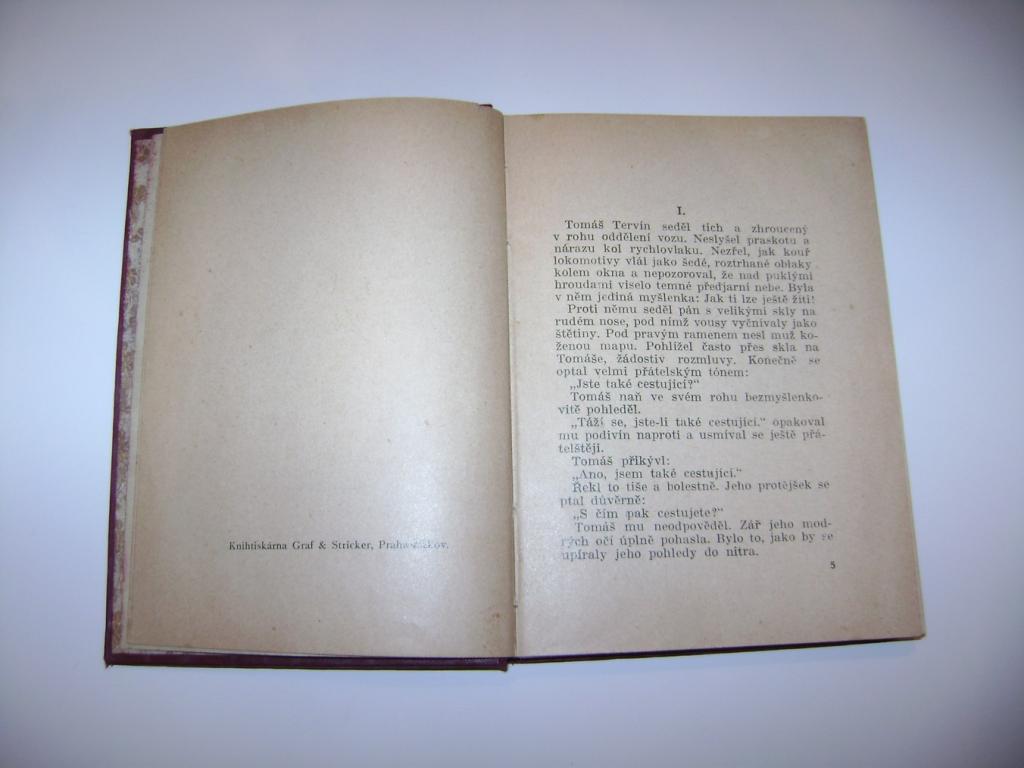 Knihtiskárna Graf & Stricker, Praha-Žižkov.
I.
Tomáš Tervín seděl tich a zhroucený
v rohu oddělení vozu. Neslyšel praskotu a
nárazu kol rychlovlaku. Nezřel, jak kouř
lokomotivy vlál jako šedé, roztrhané oblaky
kolem okna a nepozoroval, že nad puklými
hroudami viselo temné předjarní nebe. Byla
v něm jediná myšlenka: Jak ti lze ještě žíti!
Proti němu seděl pán s velikými skly na
rudém nose, pod nímž vousy vyčnívaly jako
štětiny. Pod pravým ramenem nesl muž ko-
ženou mapu. Pohlížel často přes skla na
Tomáše, žádostiv rozmluvy. Konečně se
optal velmi přátelským tónem:
„Jste také cestující?"
Tomáš naň ve svém rohu bezmyšlenko-
vitě pohleděl.
„Táži se, jste-li také cestující." opakoval
mu podivín naproti a usmíval se ještě přá-
telštěji.
Tomáš přikývl:
„Ano, jsem také cestující."
Řekl to tiše a bolestně. Jeho protějšek se
ptal důvěrně:
„S čím pak cestujete?"
Tomáš mu neodpověděl. Zář jeho mod-
rých očí úplně pohasla. Bylo to, jako by se
upíraly jeho pohledy do nitra.
5